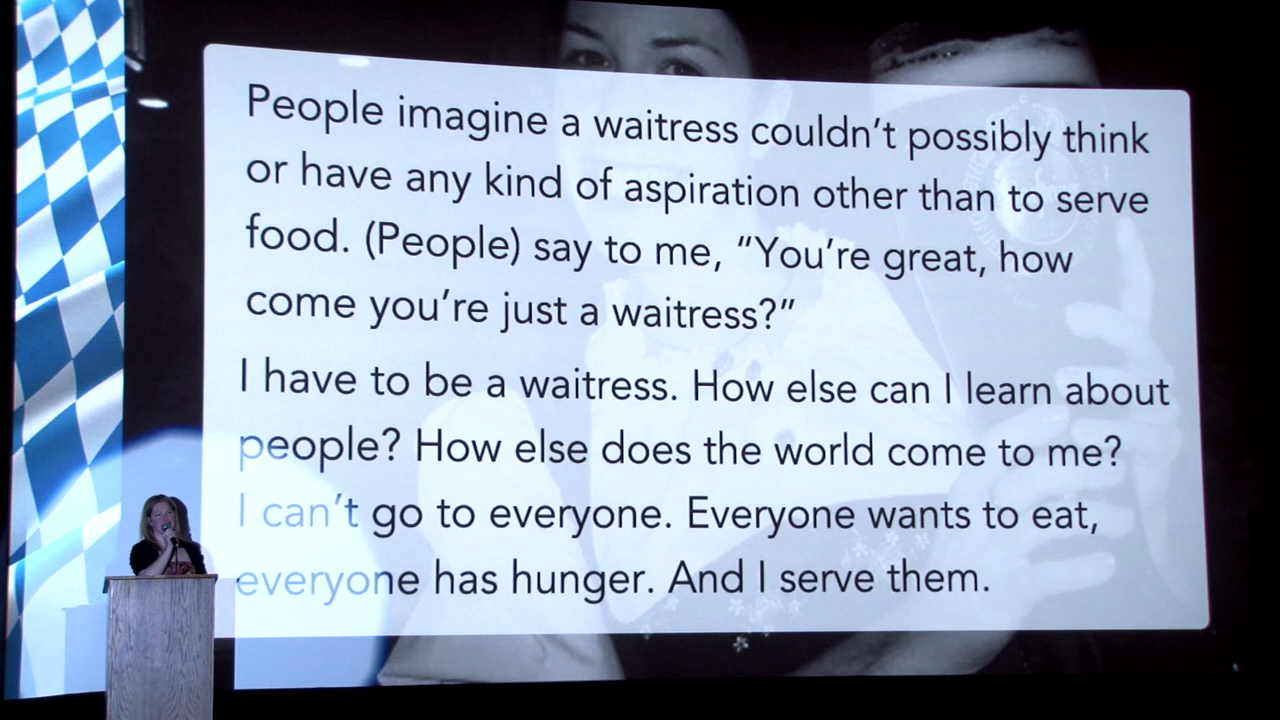 People imagine a waitress couldn't possibly think
or have any kind of aspiration other than to serve
food. (People) say to me, "You're great, how
come you're just a waitress?"
I have to be a waitress. How else can I learn about
people? How else does the world come to me?
I can't go to everyone. Everyone wants to eat,
everyone has hunger. And I serve them.